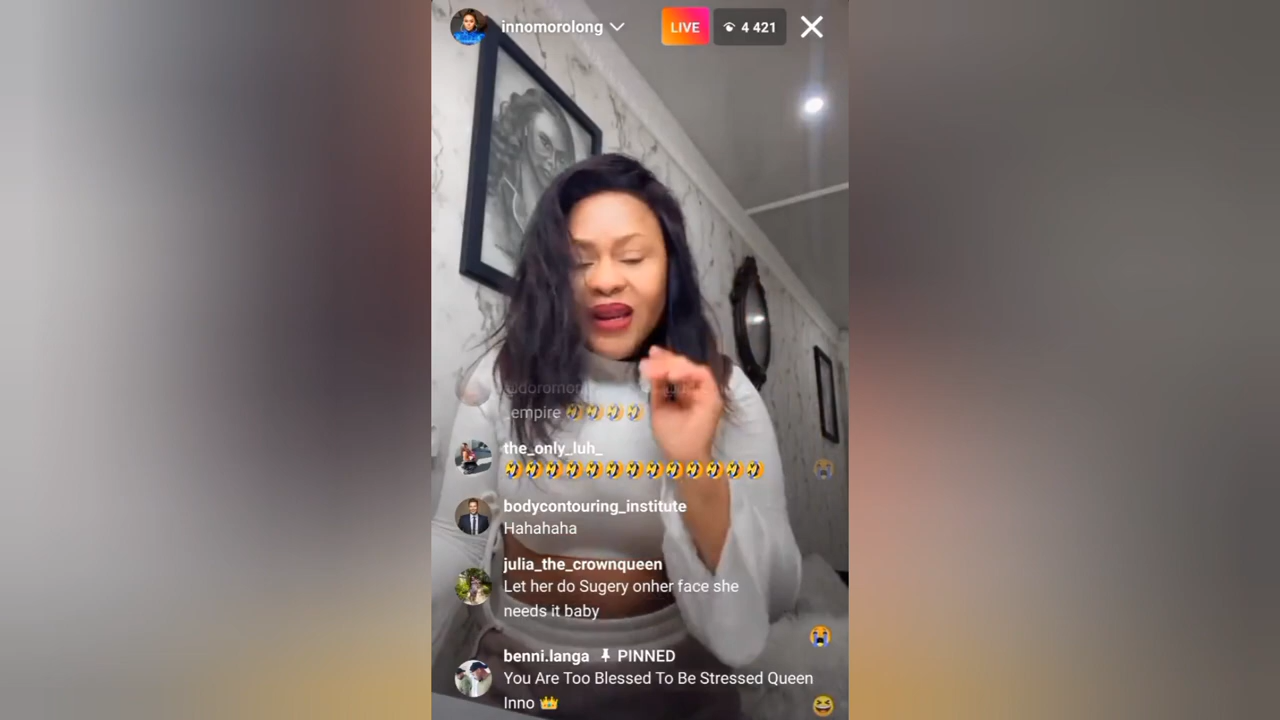 innomorolong
LIVE
4 421
_empire 🤣🤣🤣🤣
the_only_luh_
🤣🤣🤣🤣🤣🤣🤣🤣🤣🤣🤣🤣🤣
bodycontouring_institute
Hahahaha
julia_the_crownqueen
Let her do Sugery onher face she
needs it baby
benni.langa PINNED
You Are Too Blessed To Be Stressed Queen
Inno 👑